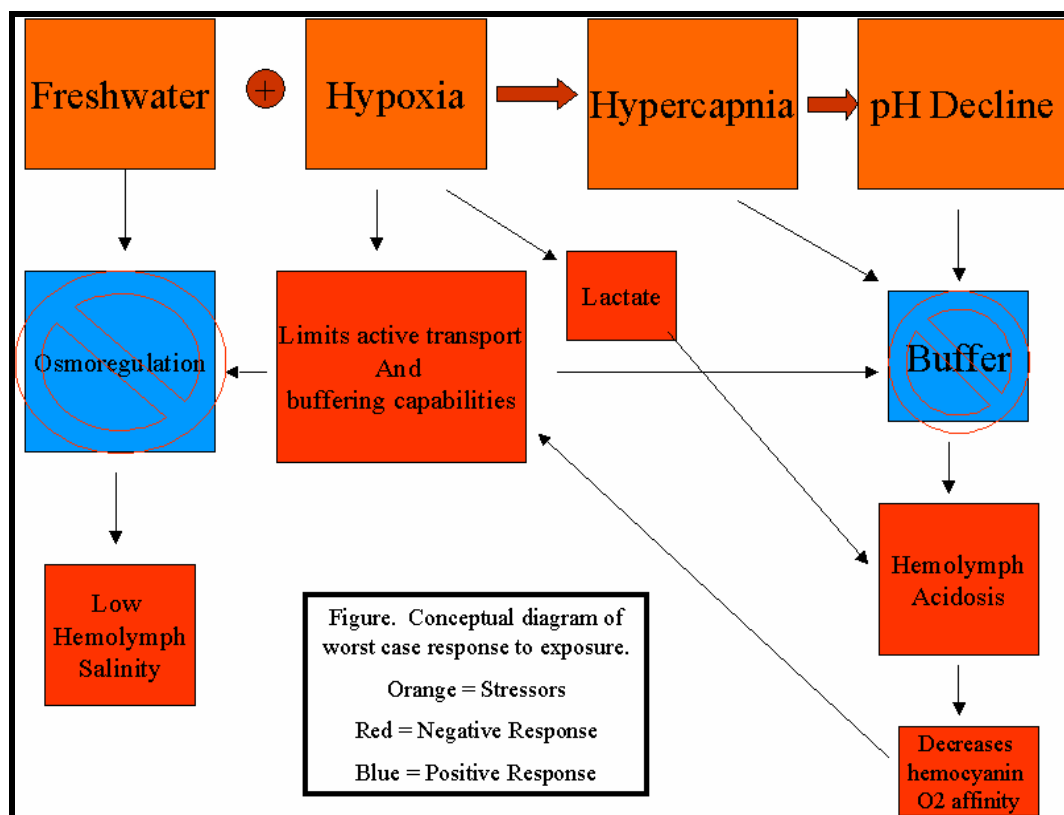 Freshwater
+
Hypoxia
Hypercapnia
pH Decline
Osmoregulation
Limits active transport
And
buffering capabilities
Lactate
Buffer
Low
Hemolymph
Salinity
Hemolymph
Acidosis
Decreases
hemocyanin
O2 affinity
Figure. Conceptual diagram of
worst case response to exposure.
Orange = Stressors
Red = Negative Response
Blue = Positive Response